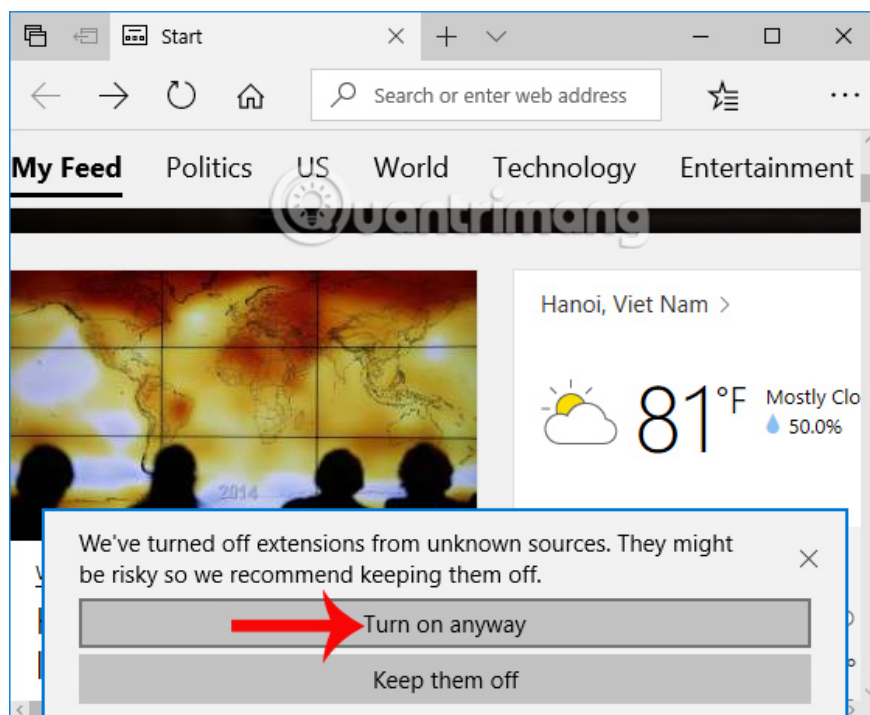 Start
Search or enter web address
My Feed Politics US World Technology Entertainment
Quantrimang
2014
Hanoi, Viet Nam
81°F Mostly Clo
50.0%
We've turned off extensions from unknown sources. They might
be risky so we recommend keeping them off.
Turn on anyway
Keep them off